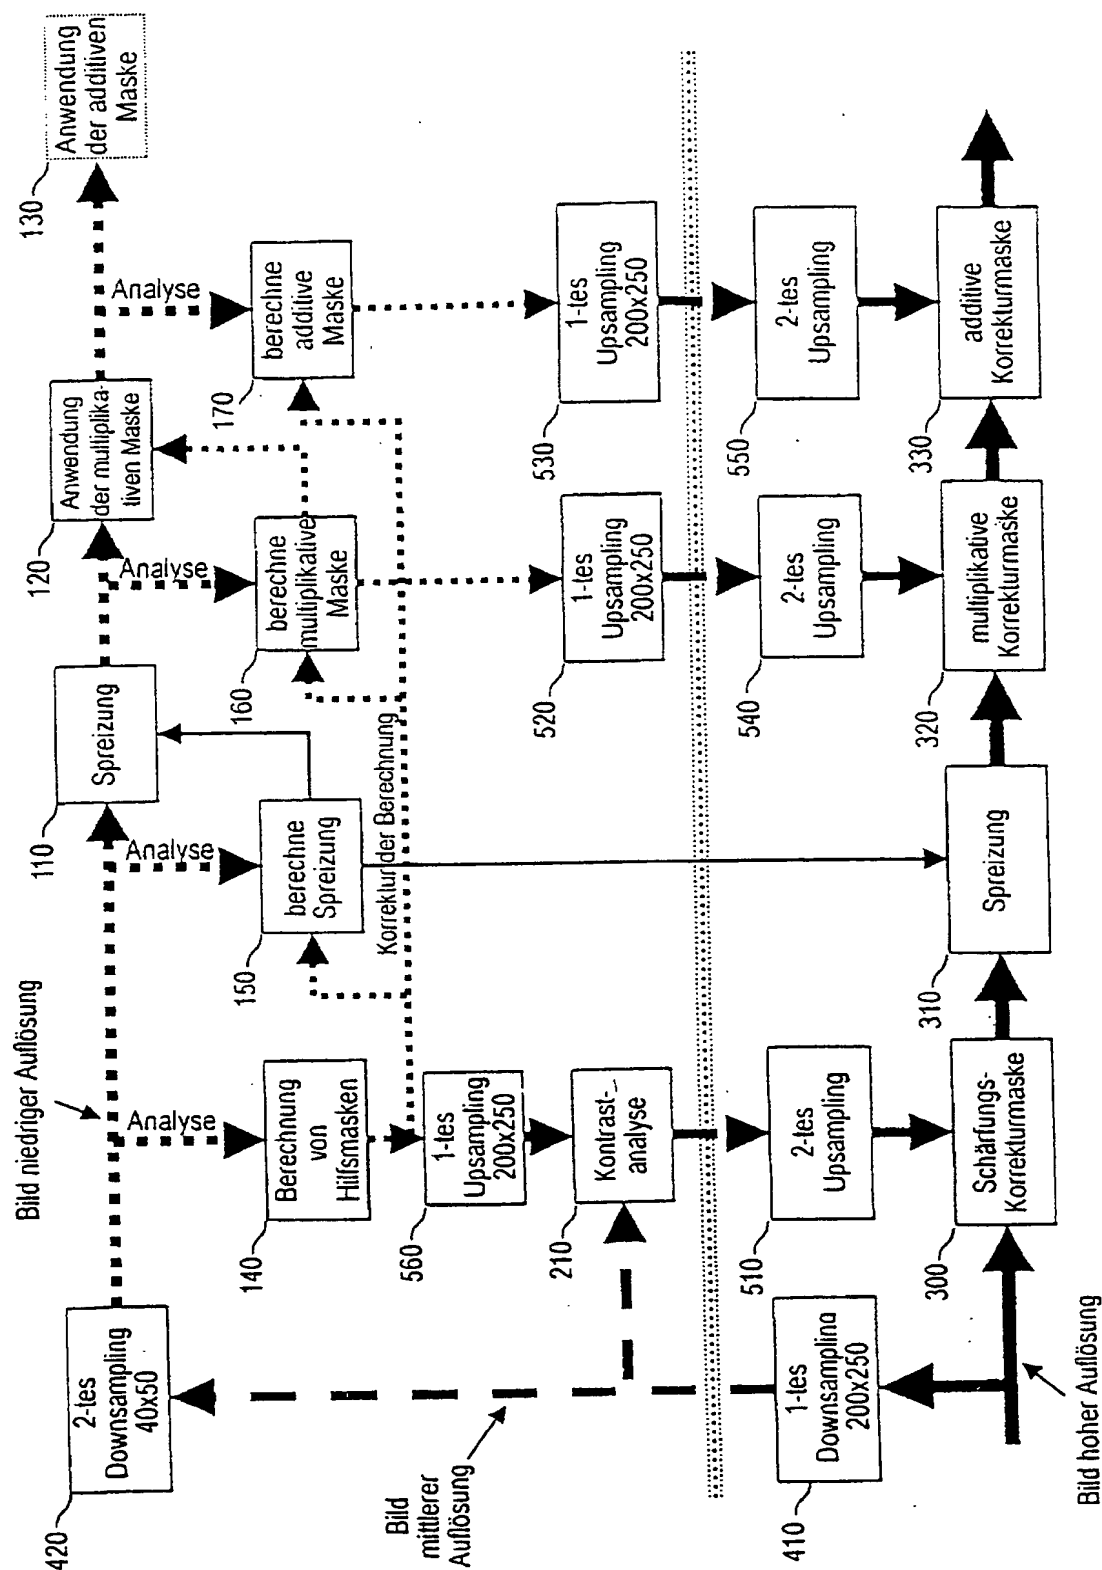 420
2-tes
Downsampling
40x50
Bild niedriger Auflösung
110
Spreizung
120
Anwendung
der multiplika-
tiven Maske
130
Anwendung
der additiven
Maske
Analyse
Analyse
Analyse
Analyse
140
Berechnung
von
Hilfsmasken
150
berechne
Spreizung
160
berechne
multiplikative
Maske
170
berechne
additive
Maske
Korrektur der Berechnung
560
1-tes
Upsampling
200x250
210
Kontrast-
analyse
520
1-tes
Upsampling
200x250
530
1-tes
Upsampling
200x250
Bild
mittlerer
Auflösung
410
1-tes
Downsampling
200x250
510
2-tes
Upsampling
540
2-tes
Upsampling
550
2-tes
Upsampling
300
Schärfungs-
Korrekturmaske
310
Spreizung
320
multiplikative
Korrekturmaske
330
additive
Korrekturmaske
Bild hoher Auflösung